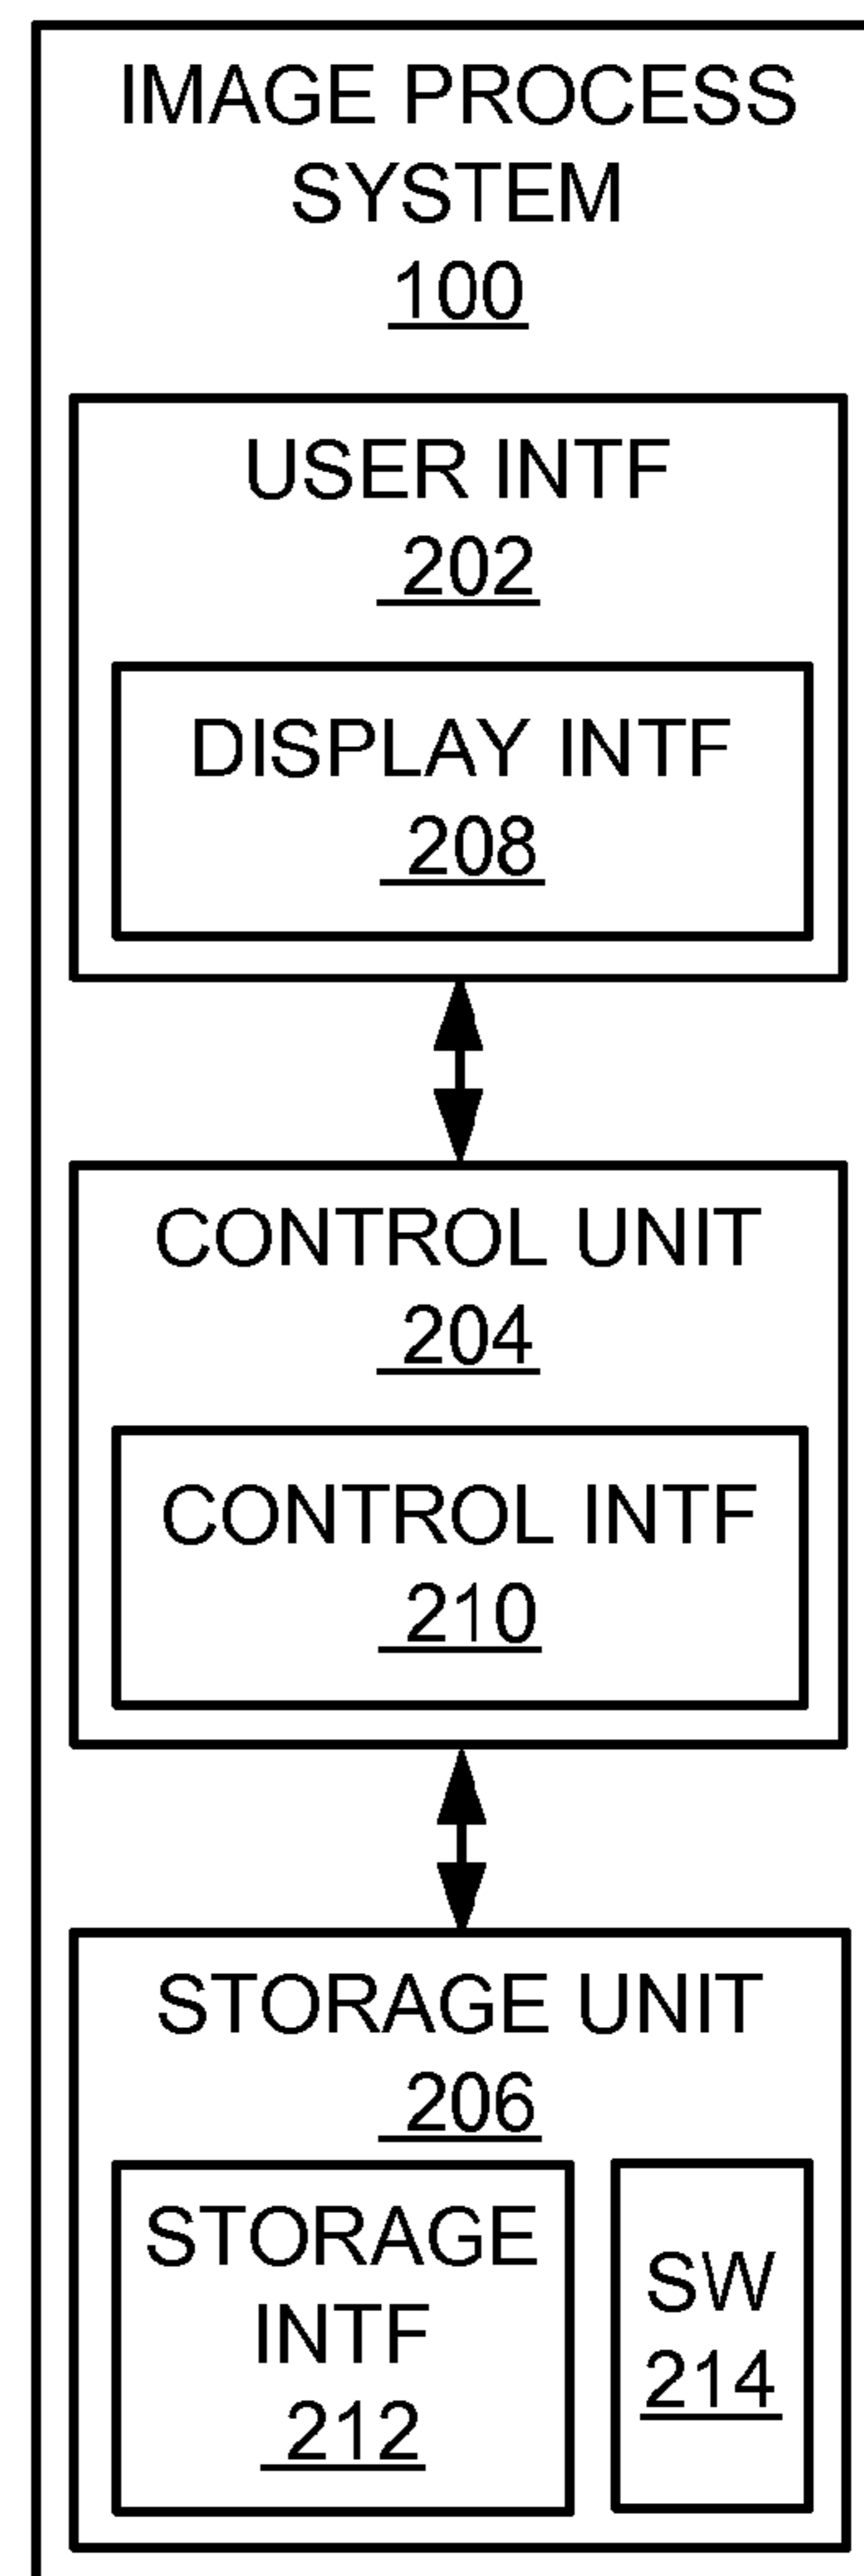 IMAGE PROCESS
SYSTEM
100
USER INTF
202
DISPLAY INTF
208
CONTROL UNIT
204
CONTROL INTF
210
STORAGE UNIT
206
STORAGE
INTF
212
SW
214